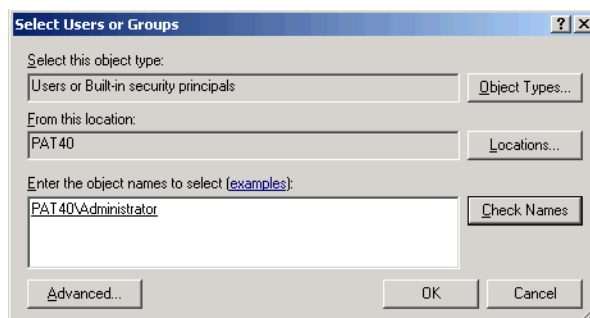 Select Users or Groups
Select this object type:
Users or Built-in security principals
Object Types...
From this location:
PAT40
Locations...
Enter the object names to select (examples):
PAT40\Administrator
Check Names
Advanced...
OK
Cancel